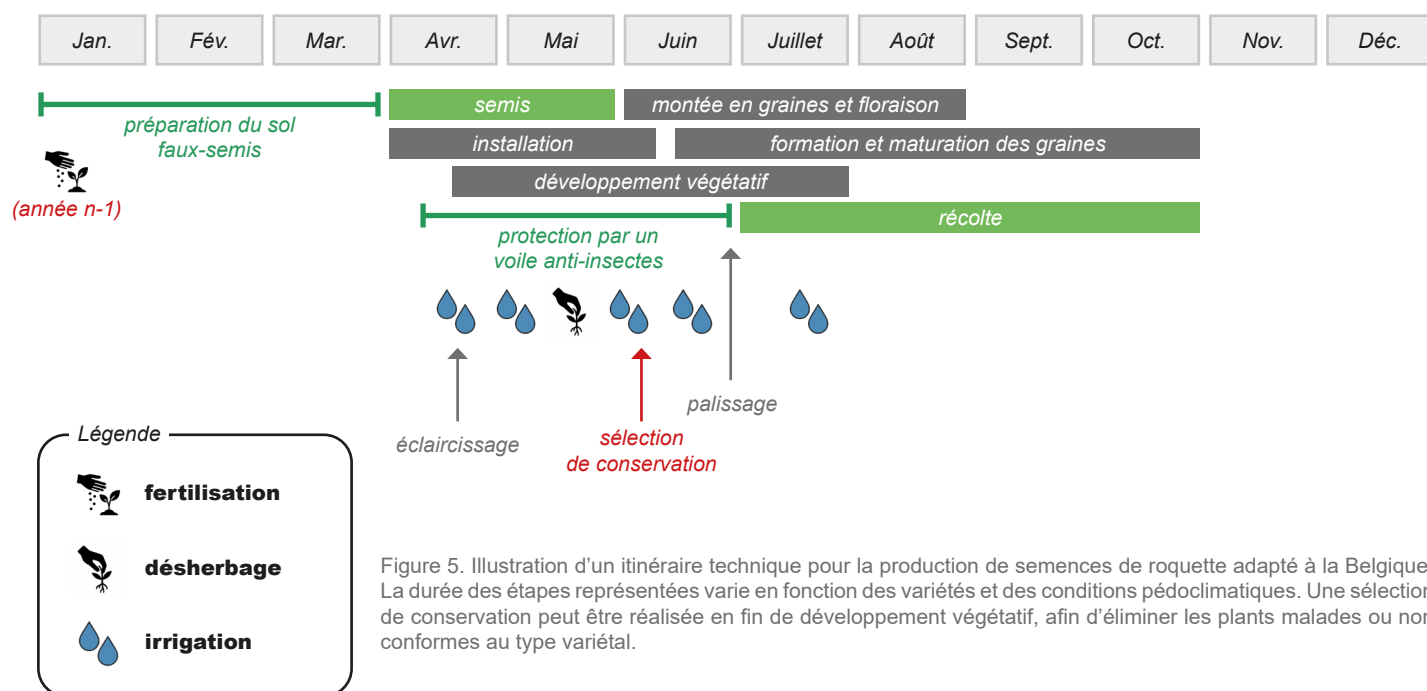 Jan. Fév. Mar. Avr. Mai Juin Juillet Août Sept. Oct. Nov. Déc.
semis montée en graines et floraison
préparation du sol
faux-semis
installation formation et maturation des graines
développement végétatif
(année n-1)
récolte
protection par un
voile anti-insectes
palissage
éclaircissage
sélection
de conservation
Légende
fertilisation
désherbage
irrigation
Figure 5. Illustration d'un itinéraire technique pour la production de semences de roquette adapté à la Belgique
La durée des étapes représentées varie en fonction des variétés et des conditions pédoclimatiques. Une sélection
de conservation peut être réalisée en fin de développement végétatif, afin d'éliminer les plants malades ou non
conformes au type variétal.